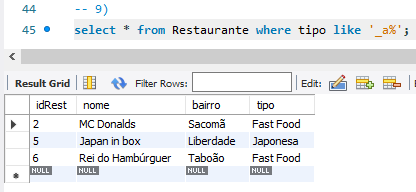 44 -- 9)
45 select * from Restaurante where tipo like '_a%';
Result Grid Filter Rows: Edit:
idRest nome bairro tipo
2 MC Donalds Sacomã Fast Food
5 Japan in box Liberdade Japonesa
6 Rei do Hambúrguer Taboão Fast Food
NULL NULL NULL NULL